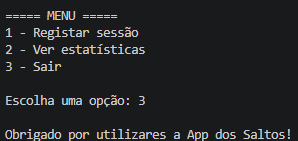 ===== MENU =====
1 - Registar sessão
2 - Ver estatísticas
3 - Sair
Escolha uma opção: 3
Obrigado por utilizares a App dos Saltos!